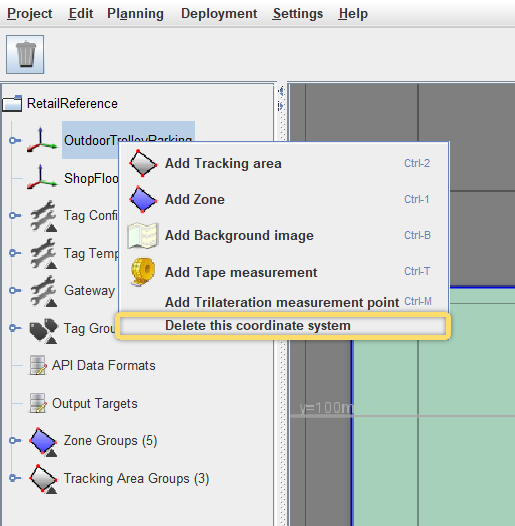 Project Edit Planning Deployment Settings Help
RetailReference
OutdoorTrolleyParking
ShopFloo
Add Tracking area Ctrl-2
Add Zone Ctrl-1
Tag Confi
Add Background image Ctrl-B
Tag Temp
Add Tape measurement Ctrl-T
Gateway
Add Trilateration measurement point Ctrl-M
Tag Grou
Delete this coordinate system
API Data Formats
Output Targets
y=100m
Zone Groups (5)
Tracking Area Groups (3)